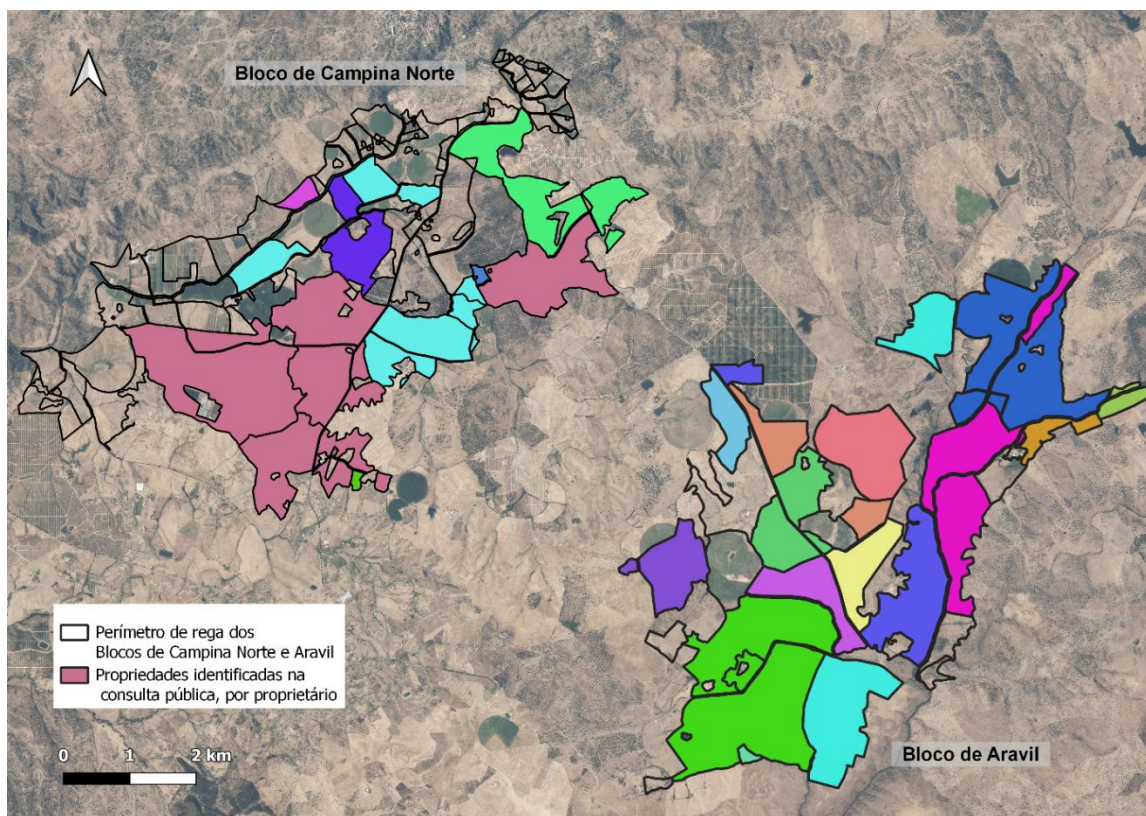 Bloco de Campina Norte
Perímetro de rega dos
Blocos de Campina Norte e Aravil
Propriedades identificadas na
consulta pública, por proprietário
0 1 2 km
Bloco de Aravil